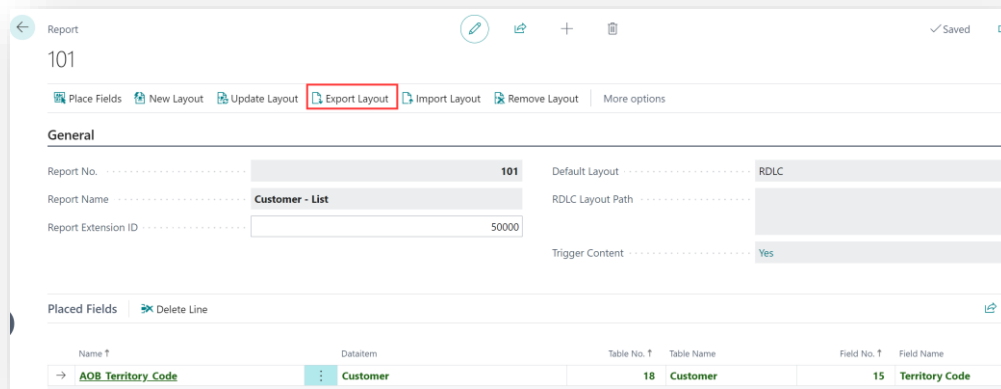 Report
Saved
101
Place Fields New Layout Update Layout Export Layout Import Layout Remove Layout More options
General
Report No. 101 Default Layout RDLC
Report Name Customer - List RDLC Layout Path
Report Extension ID 50000
Trigger Content Yes
Placed Fields Delete Line
Name ↑ Dataitem Table No. ↑ Table Name Field No. ↑ Field Name
→ AOB_Territory_Code Customer 18 Customer 15 Territory Code